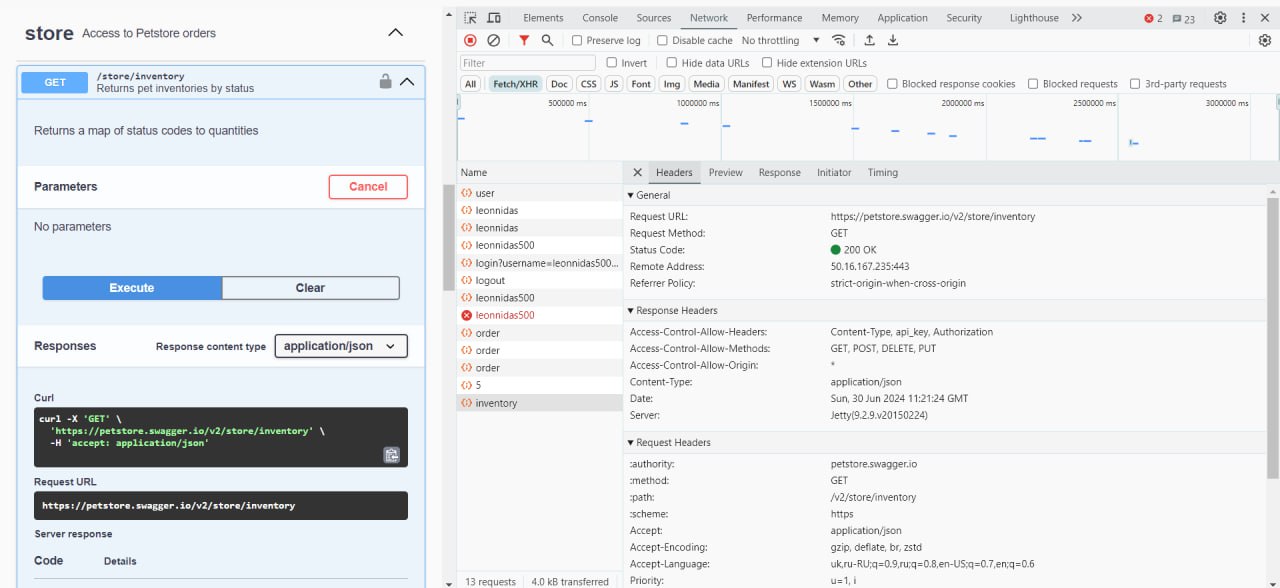 store Access to Petstore orders
GET /store/inventory
Returns pet inventories by status
Returns a map of status codes to quantities
Parameters
Cancel
No parameters
Execute
Clear
Responses
Response content type
application/json
Curl
curl -X 'GET' \
'https://petstore.swagger.io/v2/store/inventory' \
-H 'accept: application/json'
Request URL
https://petstore.swagger.io/v2/store/inventory
Server response
Code Details
Elements Console Sources Network Performance Memory Application Security Lighthouse 2 23
Preserve log Disable cache No throttling
Filter Invert Hide data URLs Hide extension URLs
All Fetch/XHR Doc CSS JS Font Img Media Manifest WS Wasm Other Blocked response cookies Blocked requests 3rd-party requests
500000 ms 1000000 ms 1500000 ms 2000000 ms 2500000 ms 3000000 ms
Name
user
leonnidas
leonnidas
leonnidas500
login?username=leonnidas500...
logout
leonnidas500
leonnidas500
order
order
order
5
inventory
13 requests 4.0 kB transferred
Headers Preview Response Initiator Timing
General
Request URL: https://petstore.swagger.io/v2/store/inventory
Request Method: GET
Status Code: 200 OK
Remote Address: 50.16.167.235:443
Referrer Policy: strict-origin-when-cross-origin
Response Headers
Access-Control-Allow-Headers: Content-Type, api_key, Authorization
Access-Control-Allow-Methods: GET, POST, DELETE, PUT
Access-Control-Allow-Origin: *
Content-Type: application/json
Date: Sun, 30 Jun 2024 11:21:24 GMT
Server: Jetty(9.2.9.v20150224)
Request Headers
:authority: petstore.swagger.io
:method: GET
:path: /v2/store/inventory
:scheme: https
Accept: application/json
Accept-Encoding: gzip, deflate, br, zstd
Accept-Language: uk,ru-RU;q=0.9,ru;q=0.8,en-US;q=0.7,en;q=0.6
Priority: u=1, i